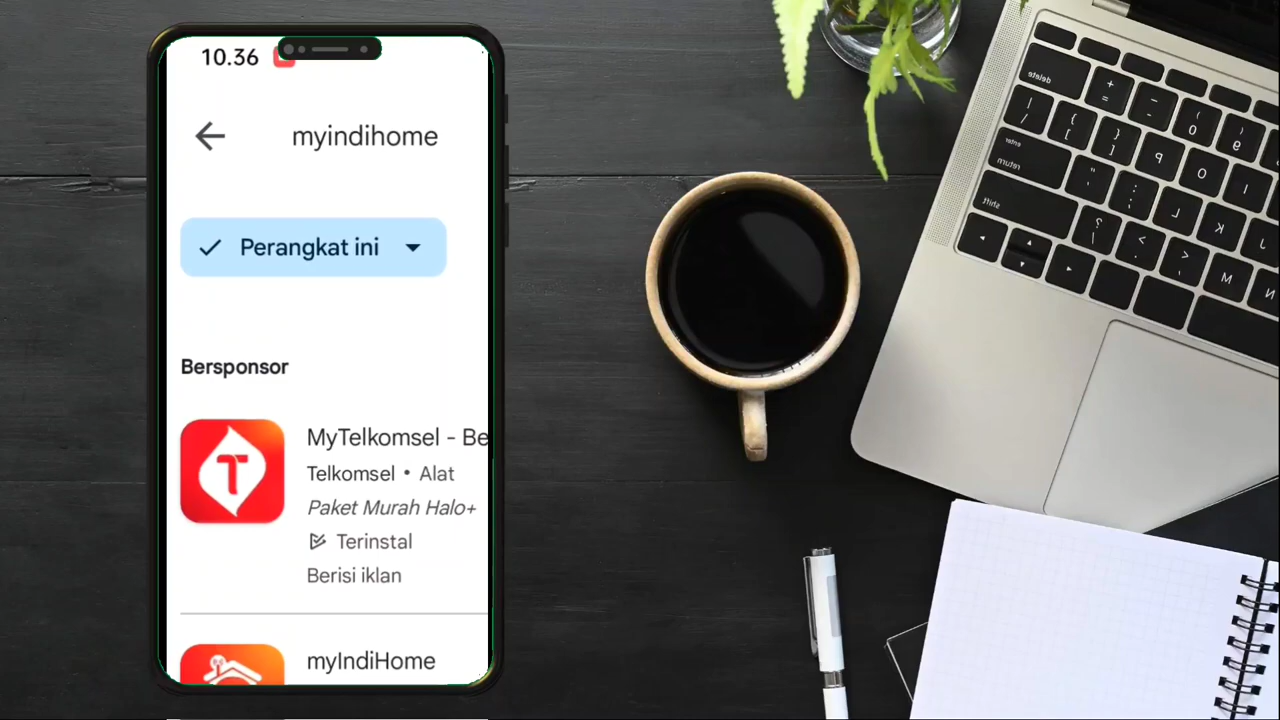 10.36
myindihome
Perangkat ini
Bersponsor
MyTelkomsel - Be
Telkomsel • Alat
Paket Murah Halo+
Terinstal
Berisi iklan
myIndiHome